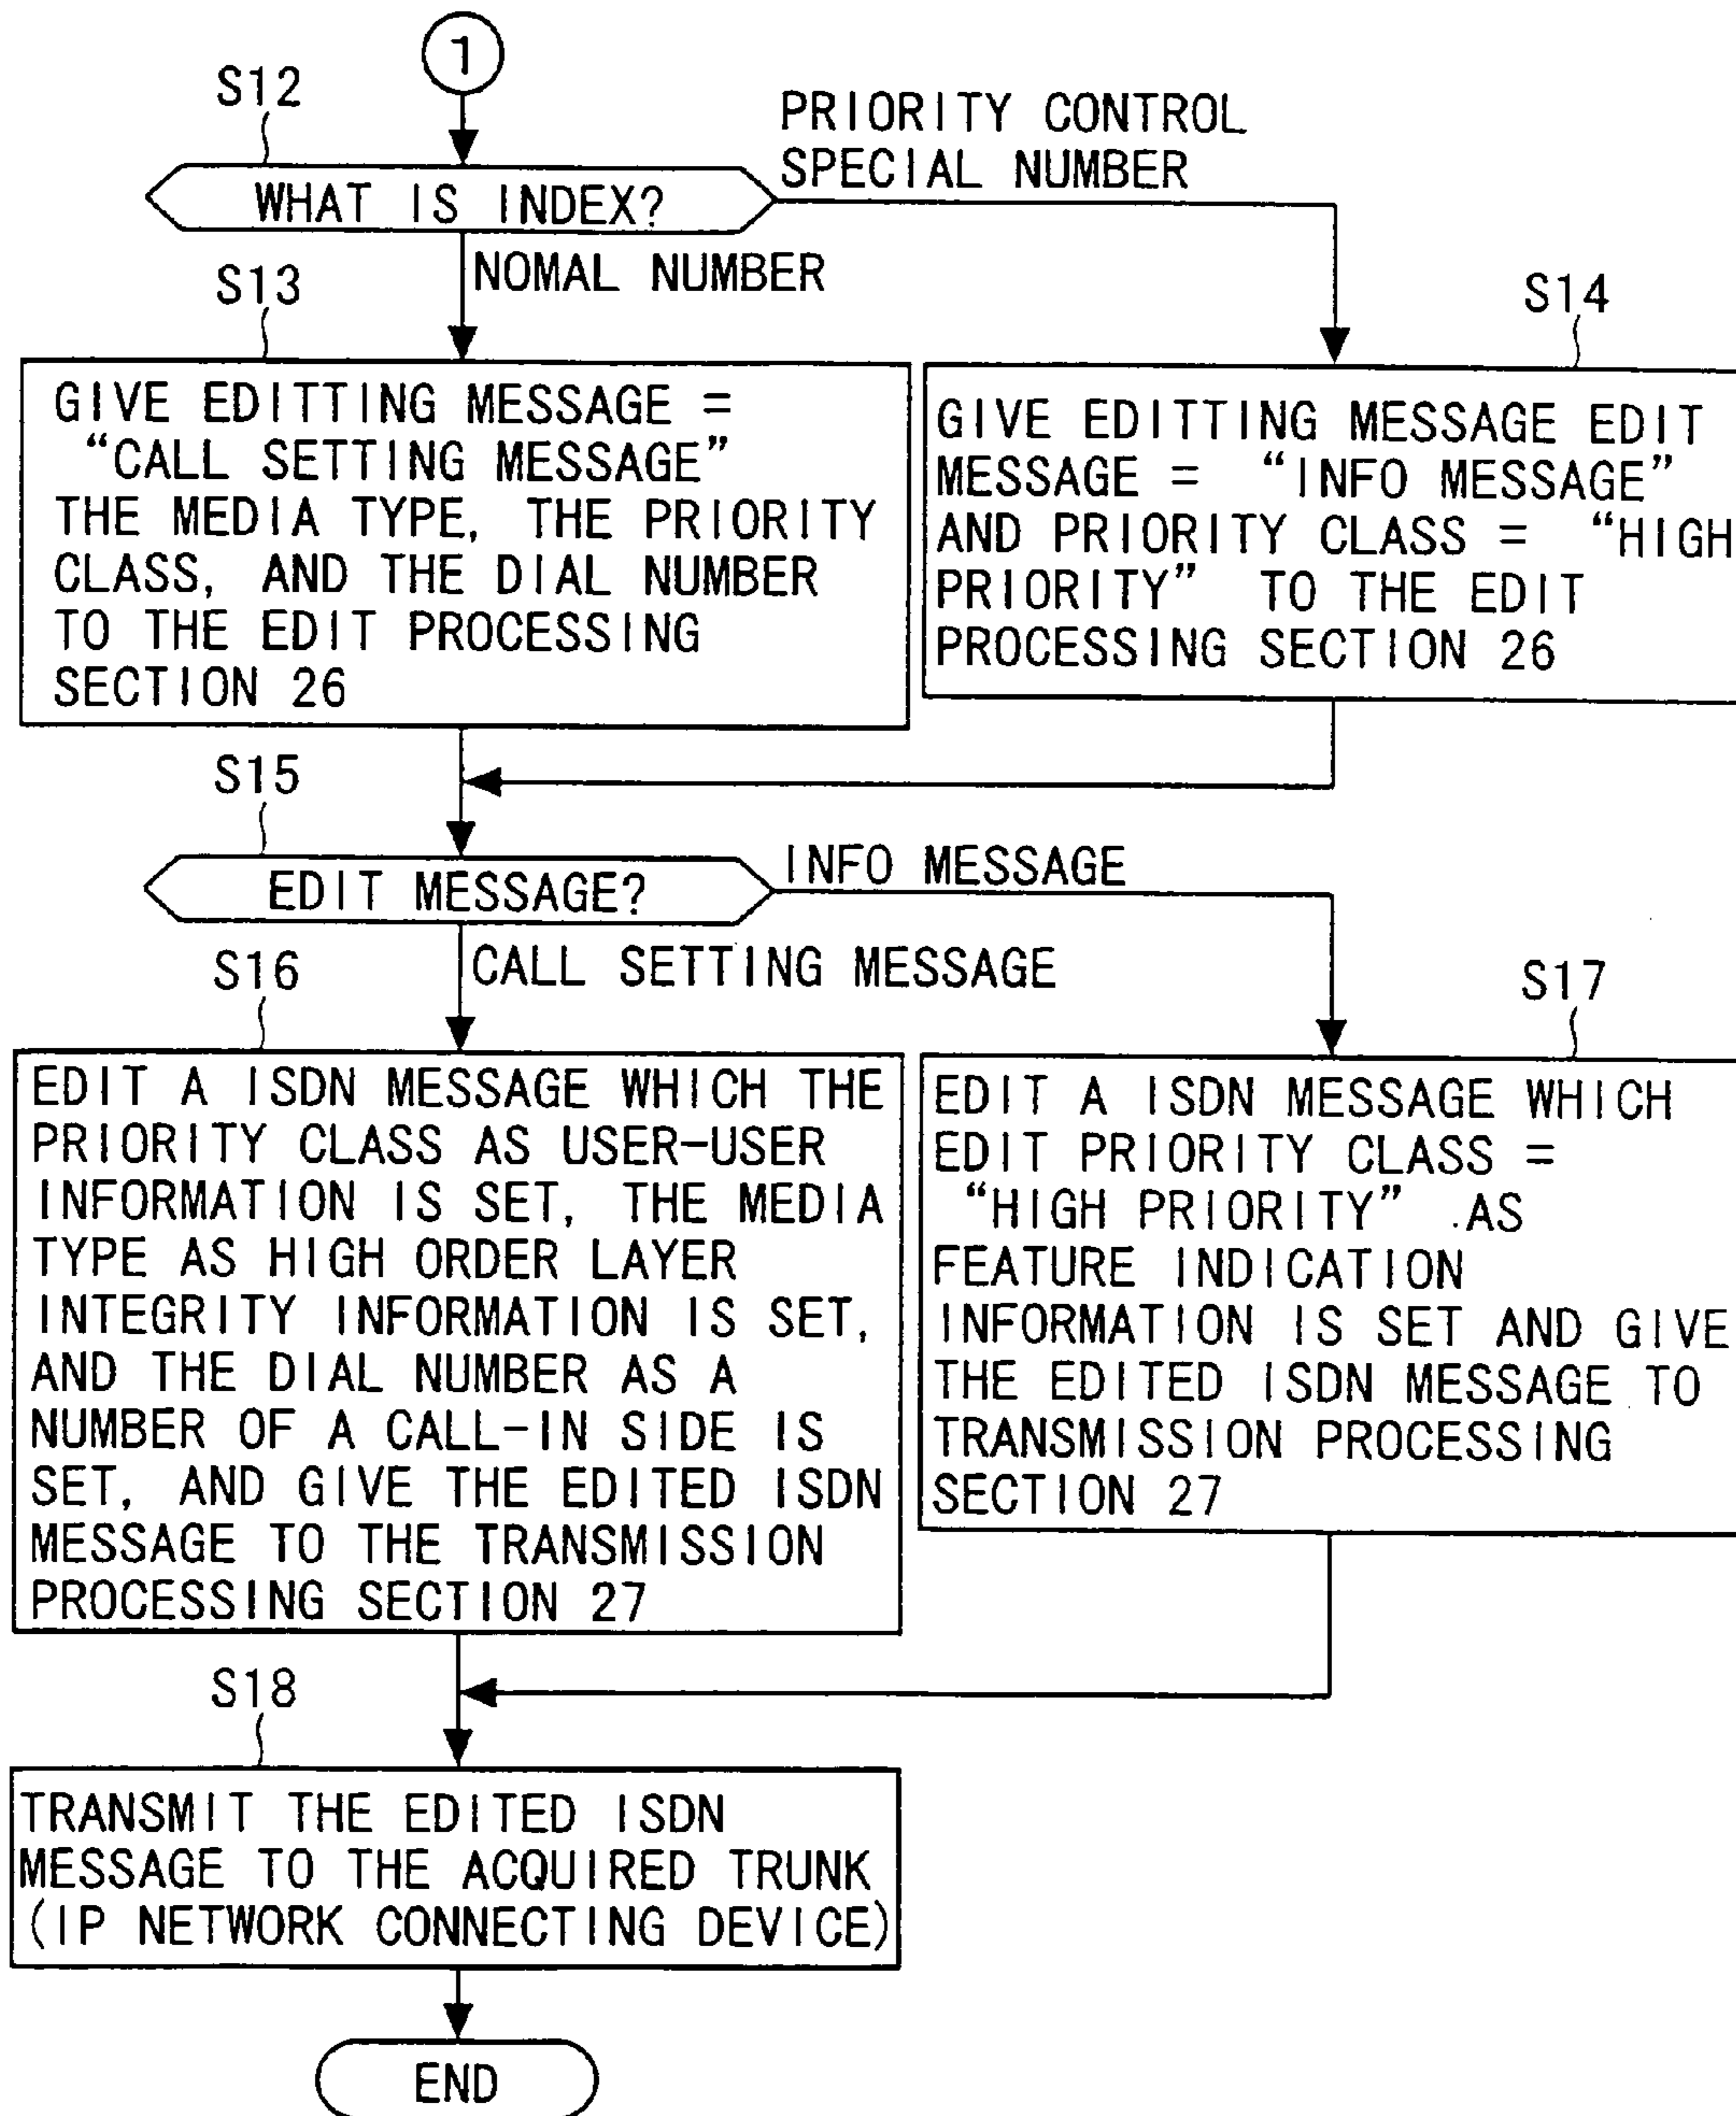 1
S12
PRIORITY CONTROL
SPECIAL NUMBER
WHAT IS INDEX?
NOMAL NUMBER
S13
S14
GIVE EDITTING MESSAGE =
“CALL SETTING MESSAGE”
THE MEDIA TYPE, THE PRIORITY
CLASS, AND THE DIAL NUMBER
TO THE EDIT PROCESSING
SECTION 26
GIVE EDITTING MESSAGE EDIT
MESSAGE = “INFO MESSAGE”
AND PRIORITY CLASS = “HIGH
PRIORITY” TO THE EDIT
PROCESSING SECTION 26
S15
EDIT MESSAGE?
INFO MESSAGE
CALL SETTING MESSAGE
S16
S17
EDIT A ISDN MESSAGE WHICH THE
PRIORITY CLASS AS USER-USER
INFORMATION IS SET, THE MEDIA
TYPE AS HIGH ORDER LAYER
INTEGRITY INFORMATION IS SET,
AND THE DIAL NUMBER AS A
NUMBER OF A CALL-IN SIDE IS
SET, AND GIVE THE EDITED ISDN
MESSAGE TO THE TRANSMISSION
PROCESSING SECTION 27
EDIT A ISDN MESSAGE WHICH
EDIT PRIORITY CLASS =
“HIGH PRIORITY” AS
FEATURE INDICATION
INFORMATION IS SET AND GIVE
THE EDITED ISDN MESSAGE TO
TRANSMISSION PROCESSING
SECTION 27
S18
TRANSMIT THE EDITED ISDN
MESSAGE TO THE ACQUIRED TRUNK
(IP NETWORK CONNECTING DEVICE)
END